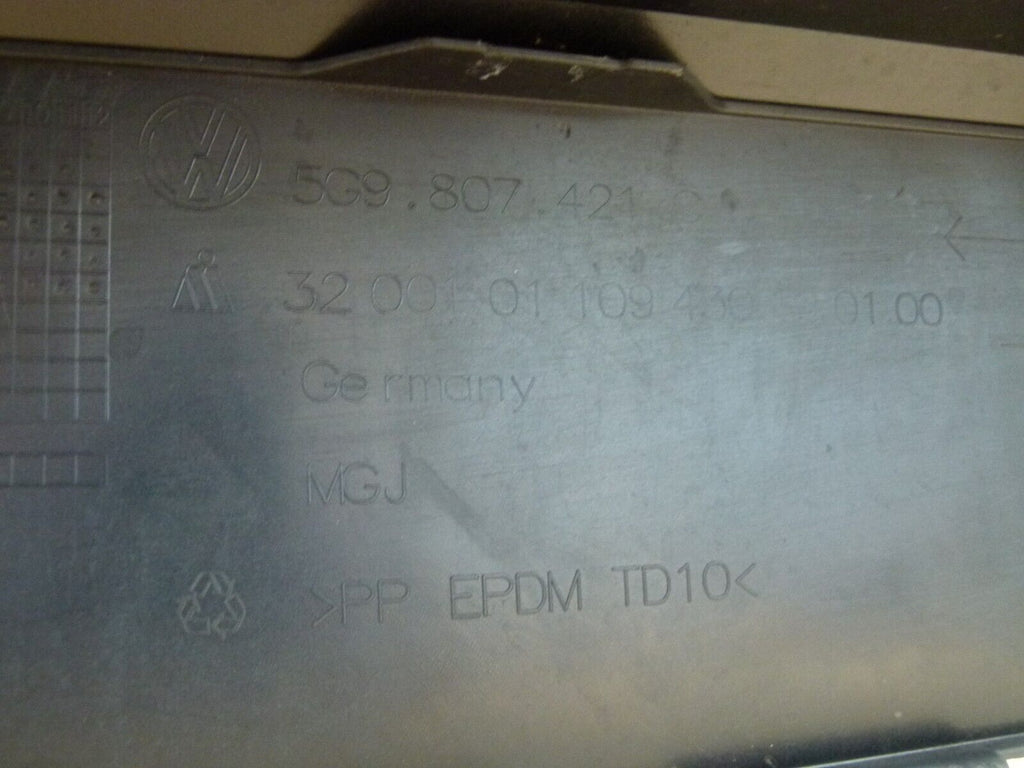 5G9.807.421
32 001 01 109 430 01.00
Germany
MGJ
>PP EPDM TD10<